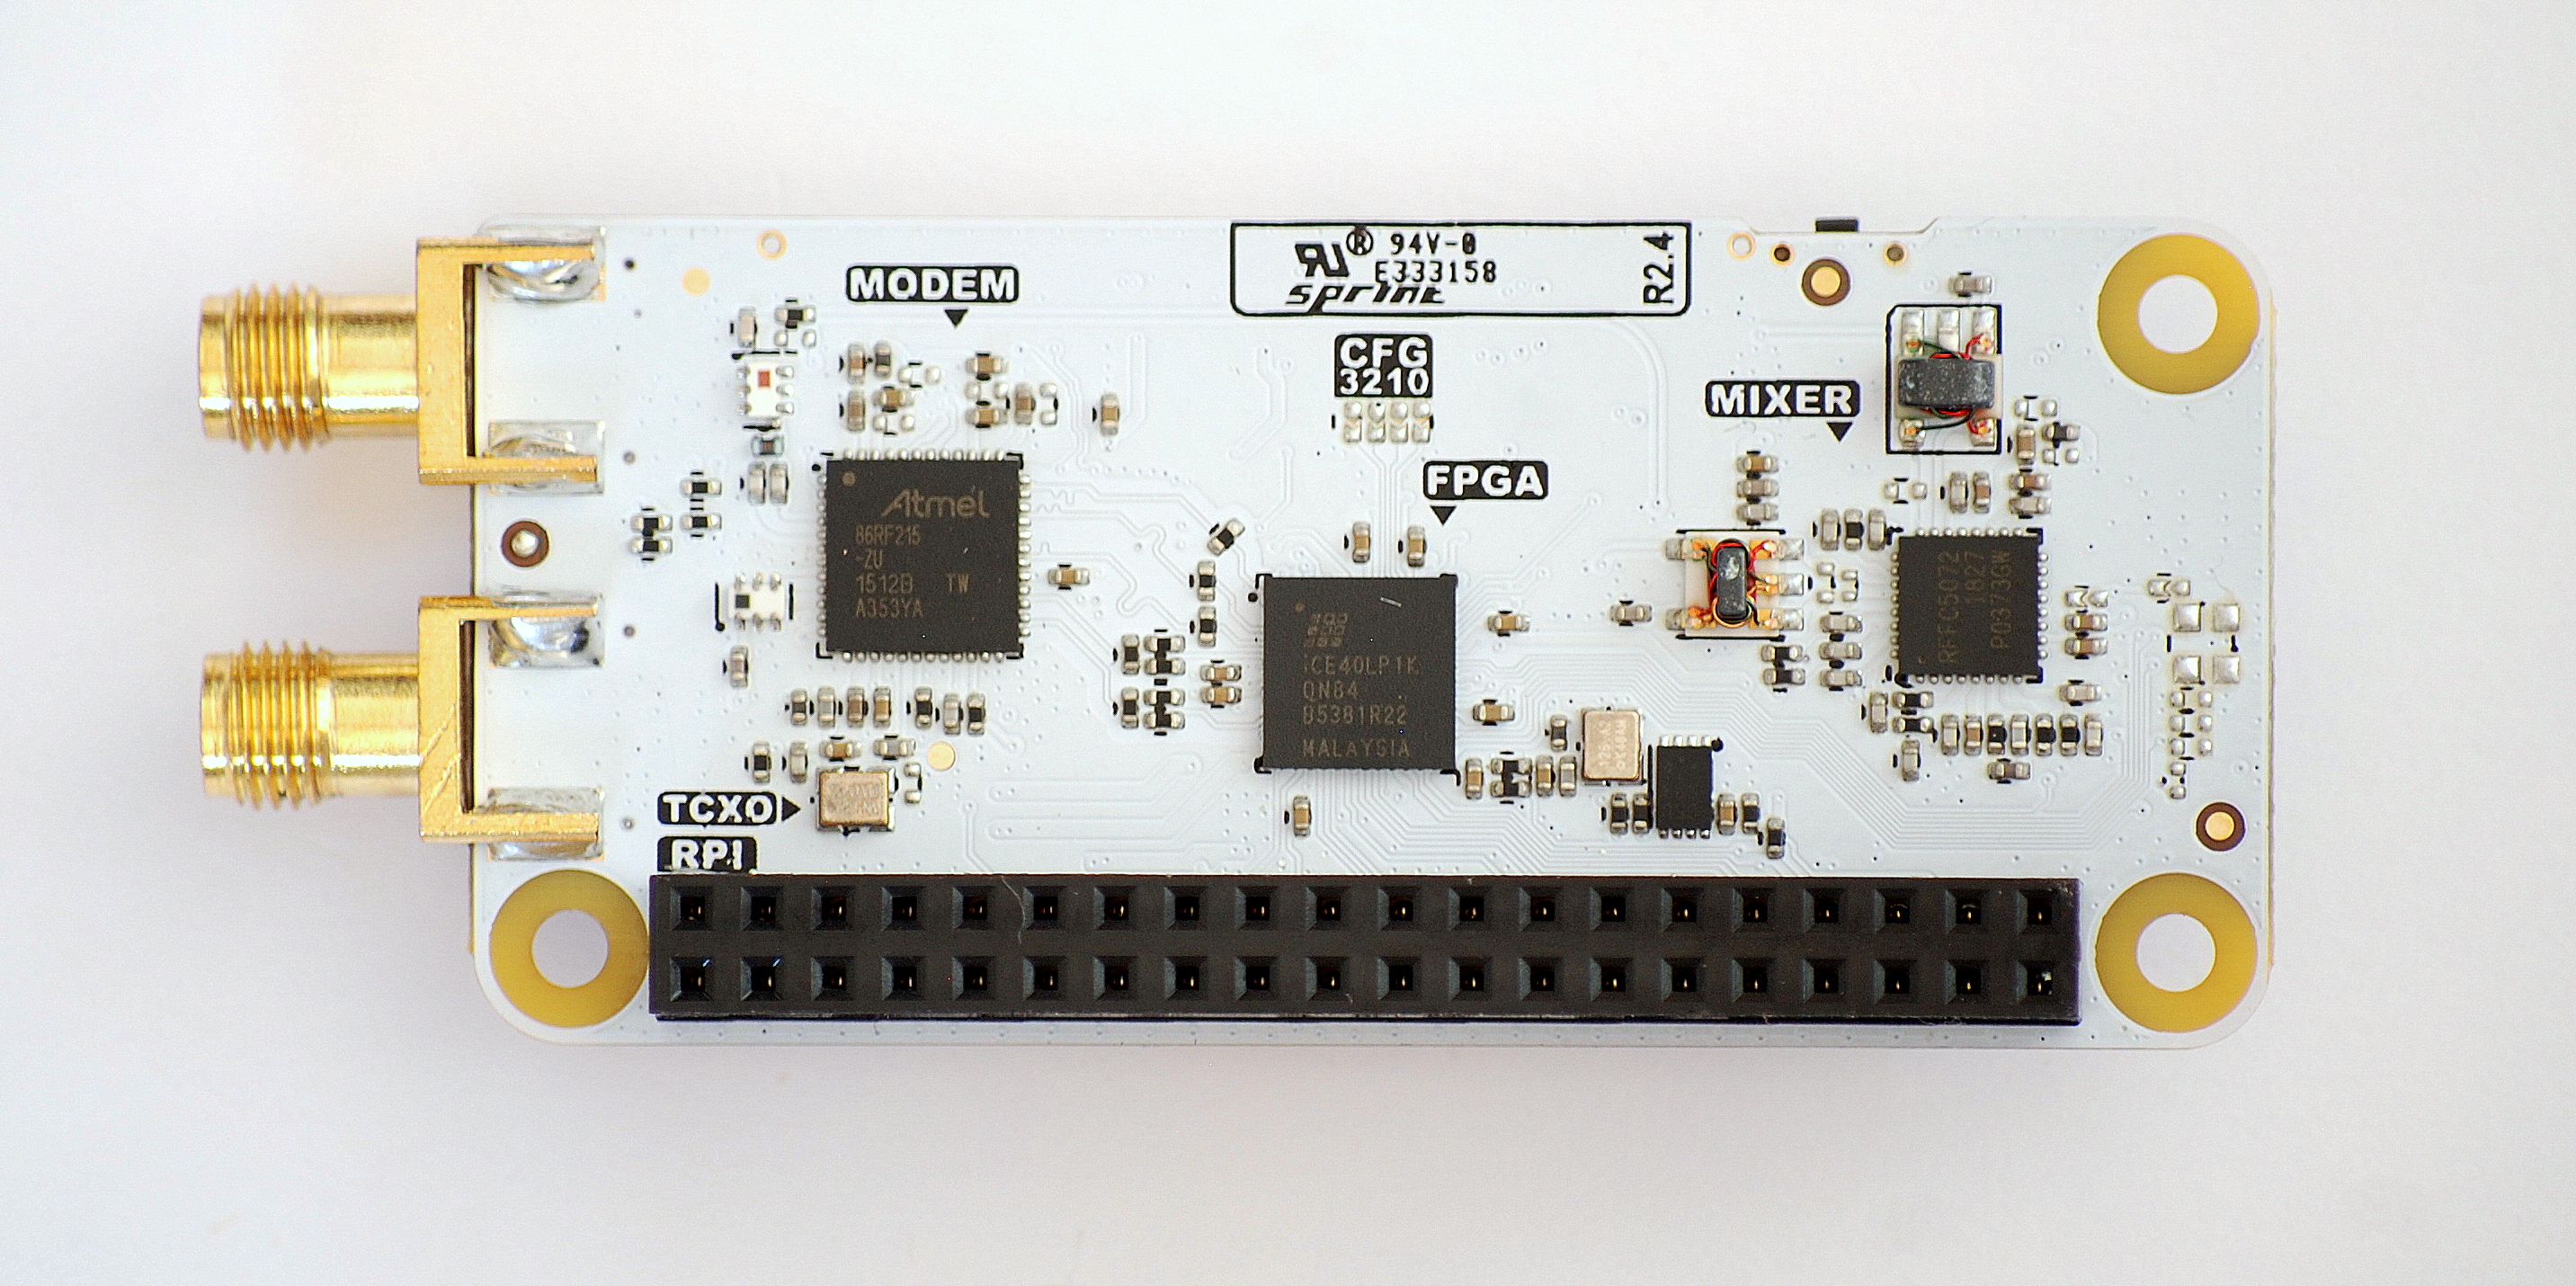 MODEM
94V-0
E333158
sprint
R2.4
CFG
3210
MIXER
FPGA
Atmel
86RF215
-ZU
1512B TW
A353YA
iCE40LP1K
QN84
B5381R22
MALAYSIA
RFFC5072
1827
P0373GW
TCXO
RPI